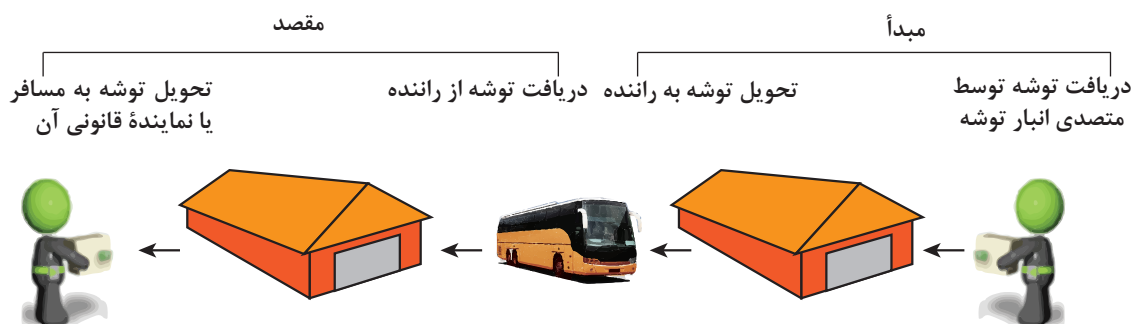 مبدأ
مقصد
دریافت توشه توسط
متصدی انبار توشه
تحویل توشه به راننده
دریافت توشه از راننده
تحویل توشه به مسافر
یا نمایندهٔ قانونی آن